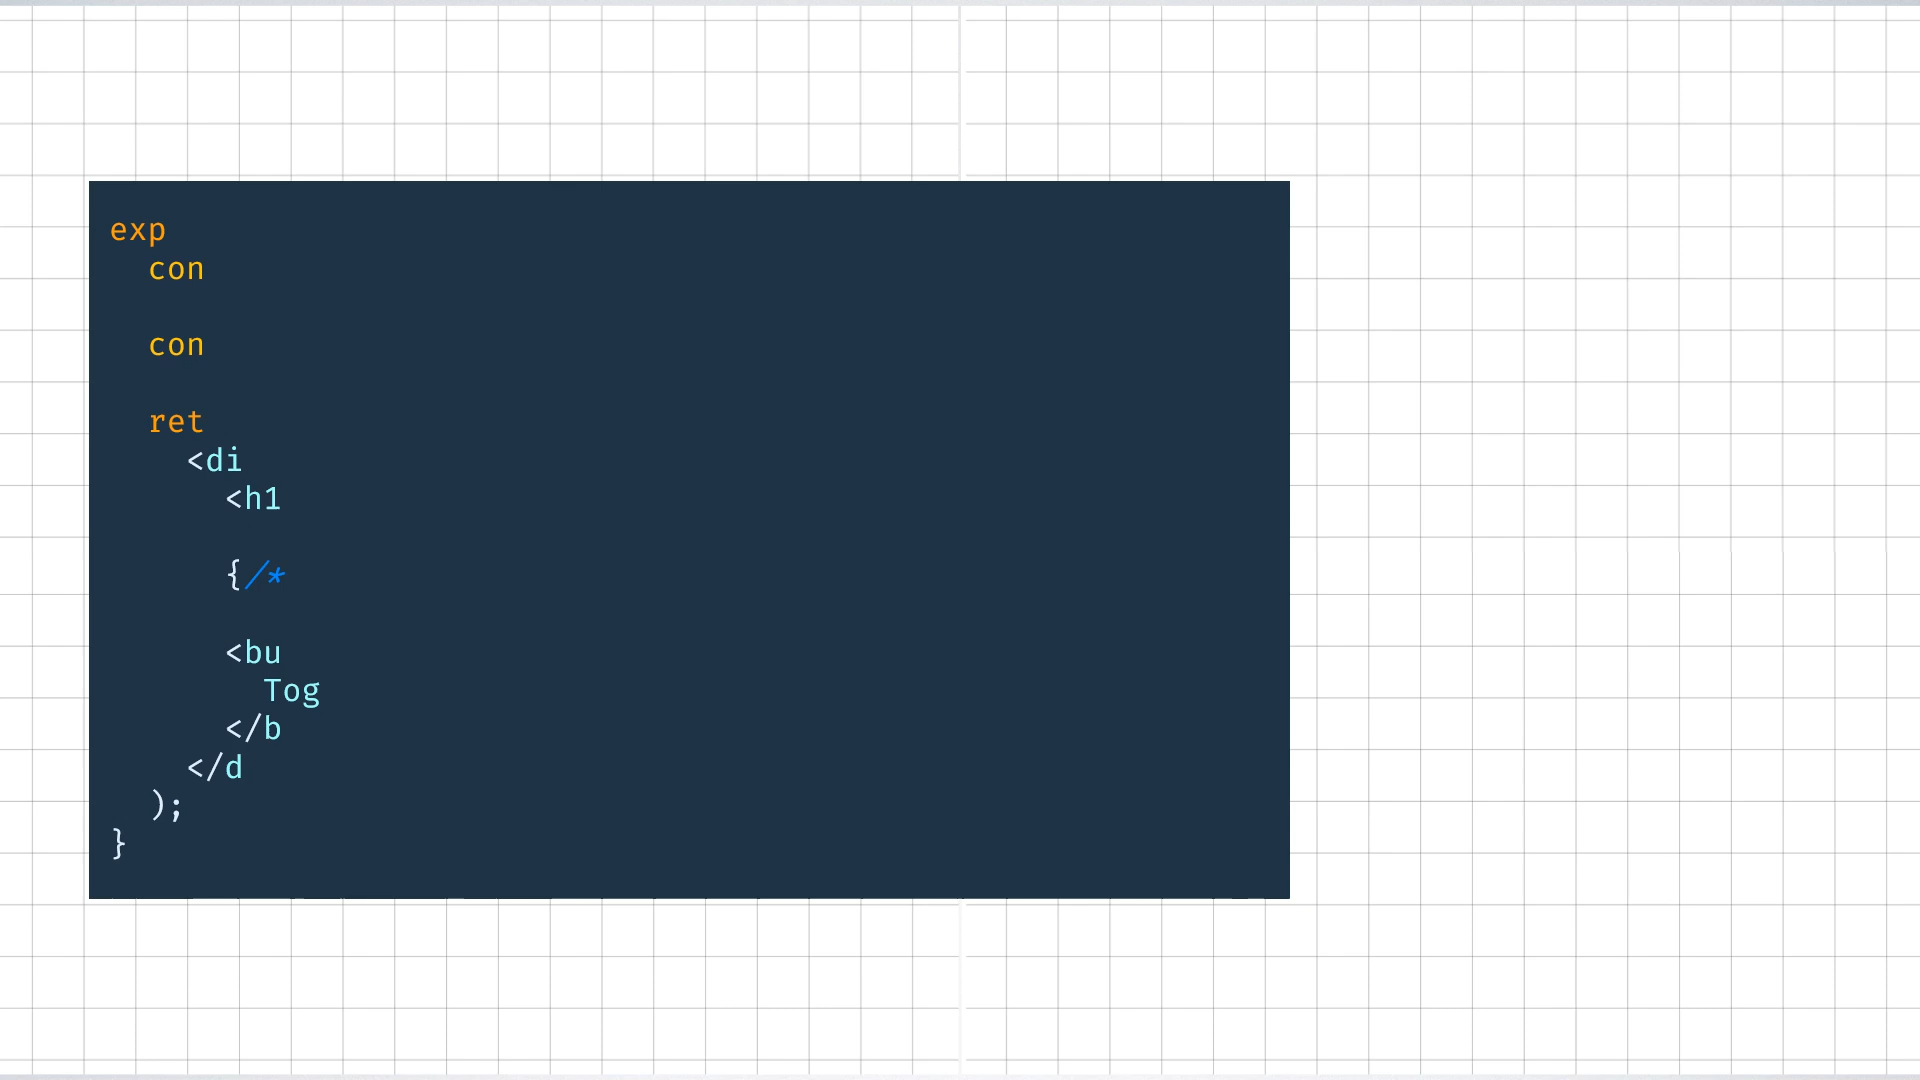 exp
con
con
ret
<di
<h1
{/*
<bu
Tog
</b
</d
);
}